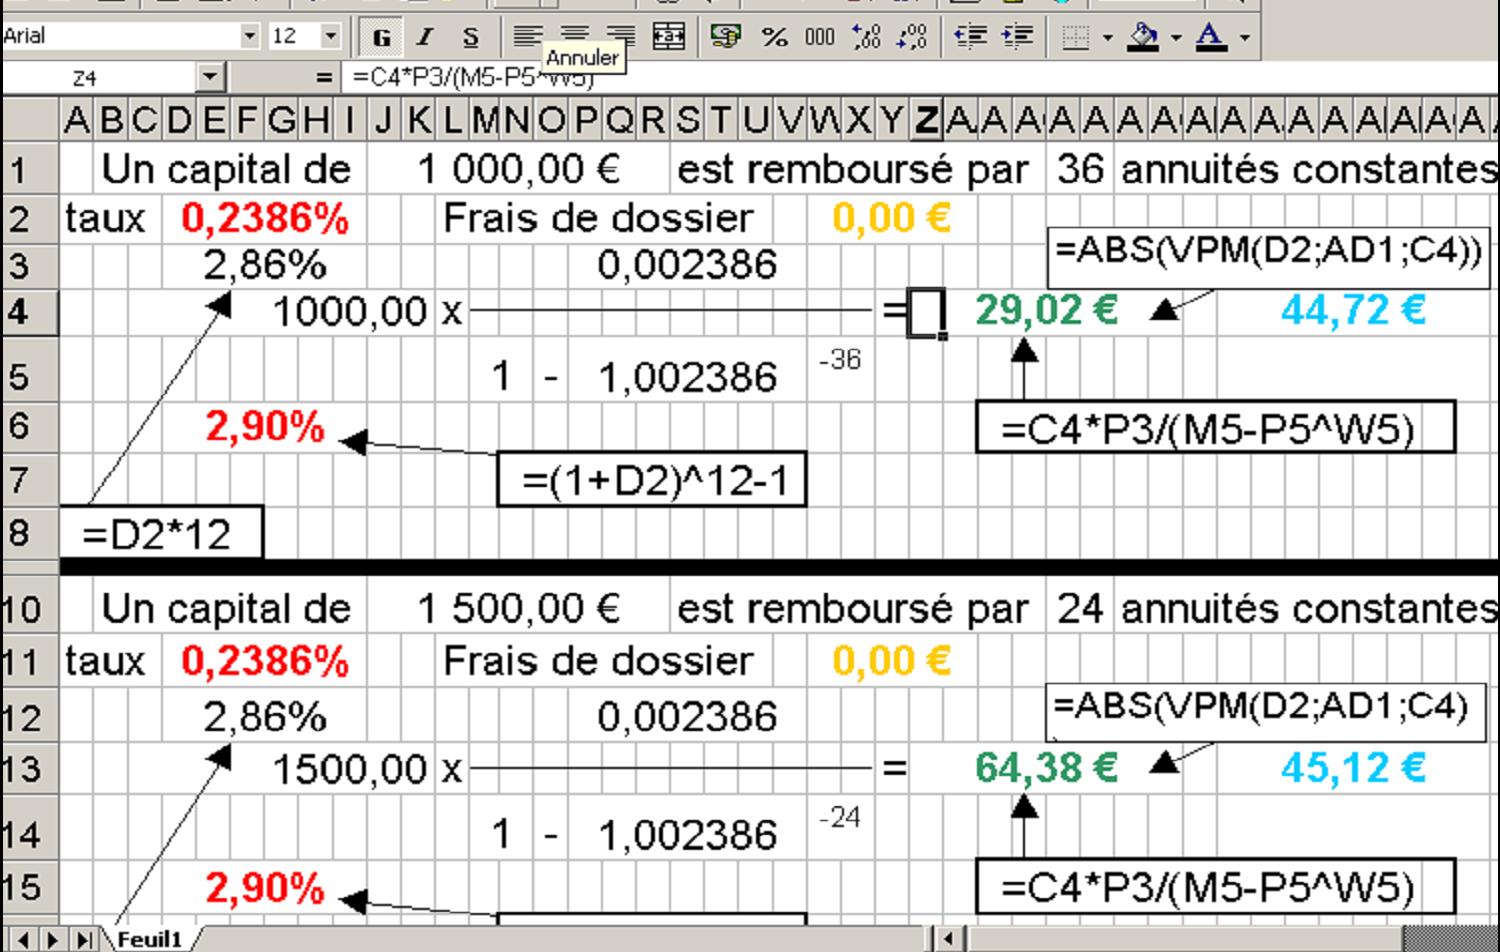 Arial 12 G I S % 000
Annuler
Z4 = =C4*P3/(M5-P5^W5)
A B C D E F G H I J K L M N O P Q R S T U V W X Y Z A A A A A A A A A A A A A A A A
1 Un capital de 1 000,00 € est remboursé par 36 annuités constantes
2 taux 0,2386% Frais de dossier 0,00 €
=ABS(VPM(D2;AD1;C4))
3 2,86% 0,002386
4 1000,00 x = 29,02 € 44,72 €
5 1 - 1,002386 -36
6 2,90% =C4*P3/(M5-P5^W5)
7 =(1+D2)^12-1
8 =D2*12
10 Un capital de 1 500,00 € est remboursé par 24 annuités constantes
11 taux 0,2386% Frais de dossier 0,00 €
12 2,86% 0,002386 =ABS(VPM(D2;AD1;C4)
13 1500,00 x = 64,38 € 45,12 €
14 1 - 1,002386 -24
15 2,90% =C4*P3/(M5-P5^W5)
Feuil1